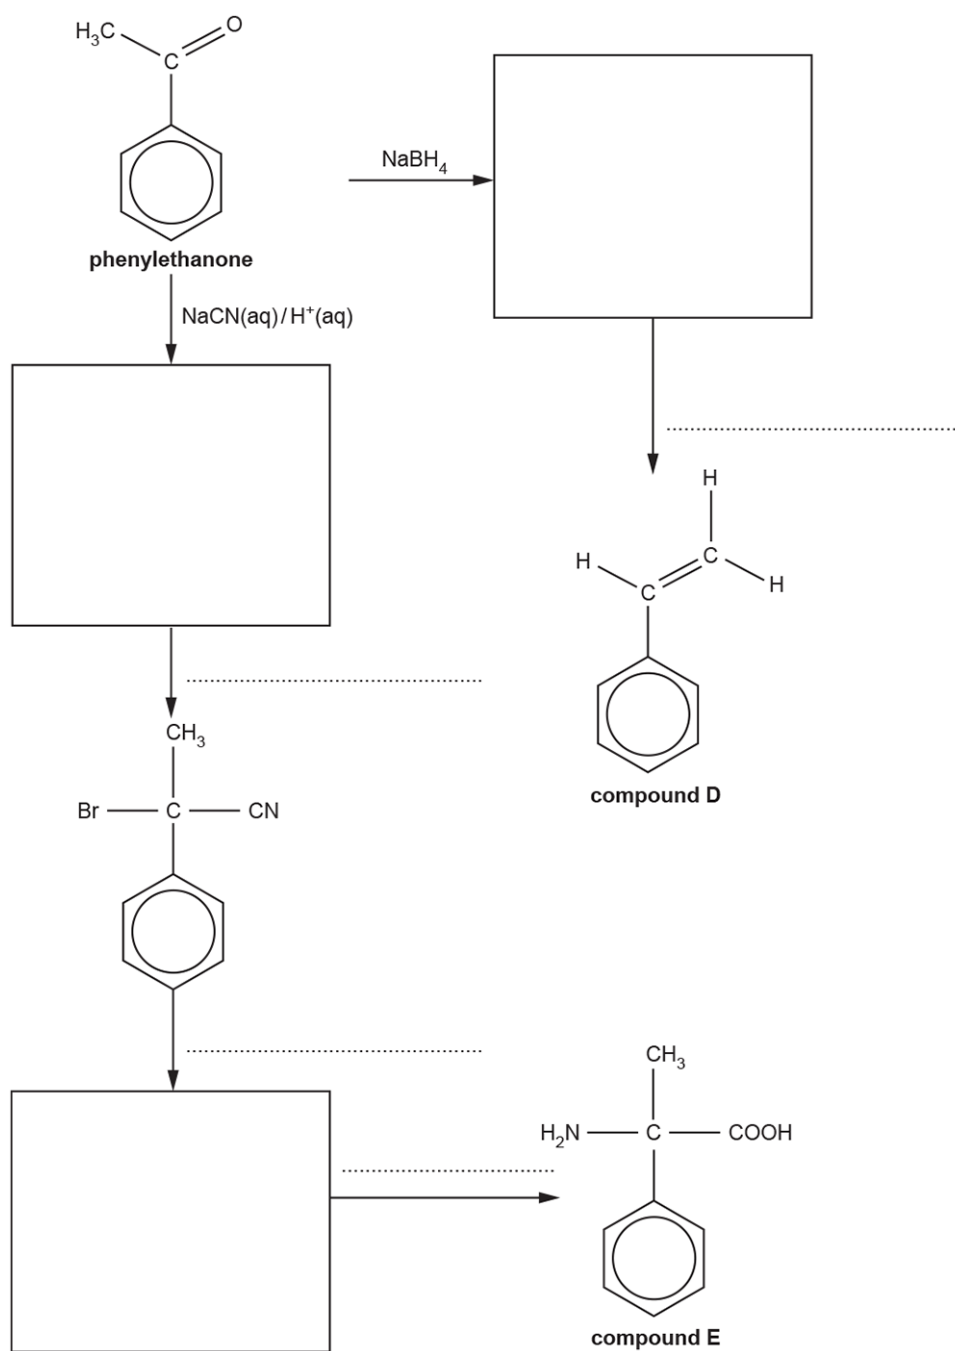 H₃C
O
C
NaBH₄
phenylethanone
NaCN(aq)/H⁺(aq)
H
H
C
H
C
CH₃
Br
C
CN
compound D
CH₃
H₂N
C
COOH
compound E